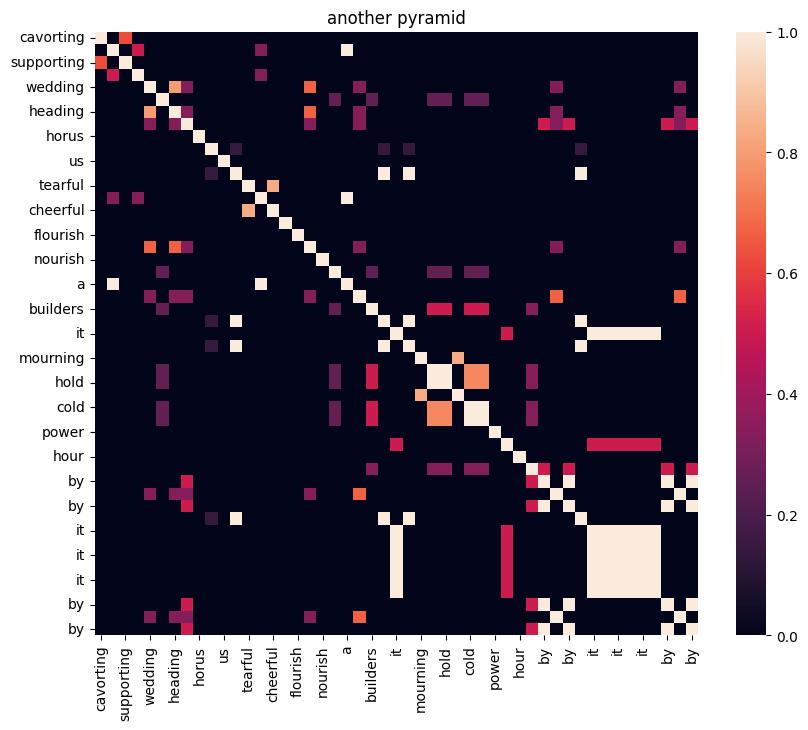 another pyramid
cavorting
supporting
wedding
heading
horus
us
tearful
cheerful
flourish
nourish
a
builders
it
mourning
hold
cold
power
hour
by
by
it
it
it
by
by
cavorting
supporting
wedding
heading
horus
us
tearful
cheerful
flourish
nourish
a
builders
it
mourning
hold
cold
power
hour
by
by
it
it
it
by
by
1.0
0.8
0.6
0.4
0.2
0.0